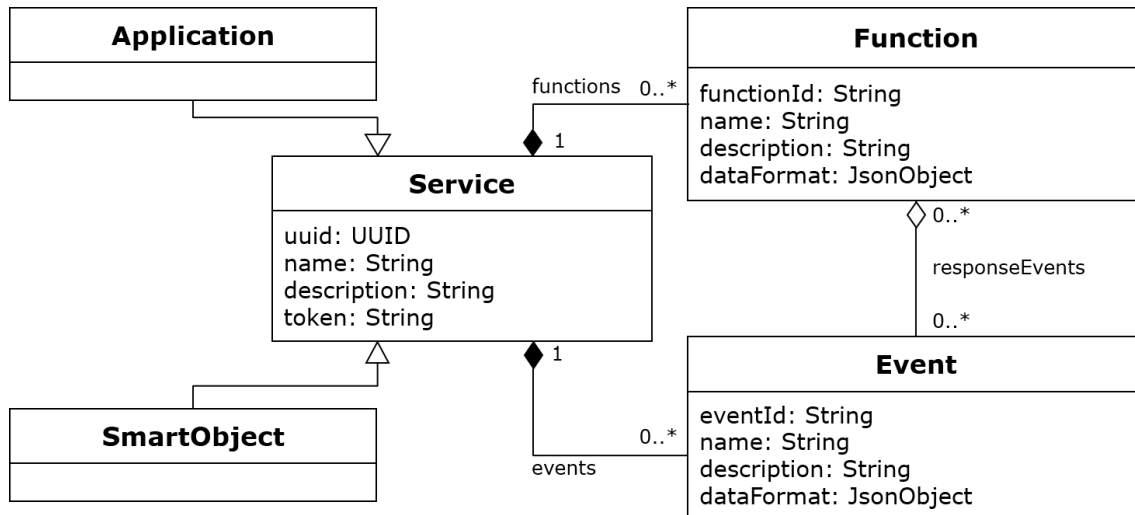 Application
Function
functions
0..*
functionId: String
name: String
description: String
dataFormat: JsonObject
1
Service
uuid: UUID
name: String
description: String
token: String
0..*
responseEvents
0..*
1
Event
SmartObject
eventId: String
name: String
description: String
dataFormat: JsonObject
0..*
events